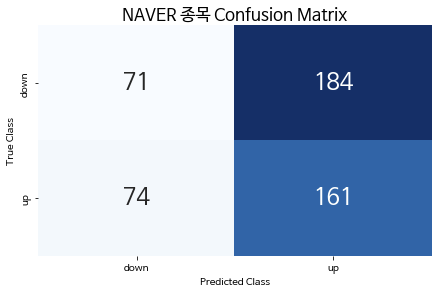 NAVER 종목 Confusion Matrix
True Class
down
71
184
up
74
161
down
up
Predicted Class